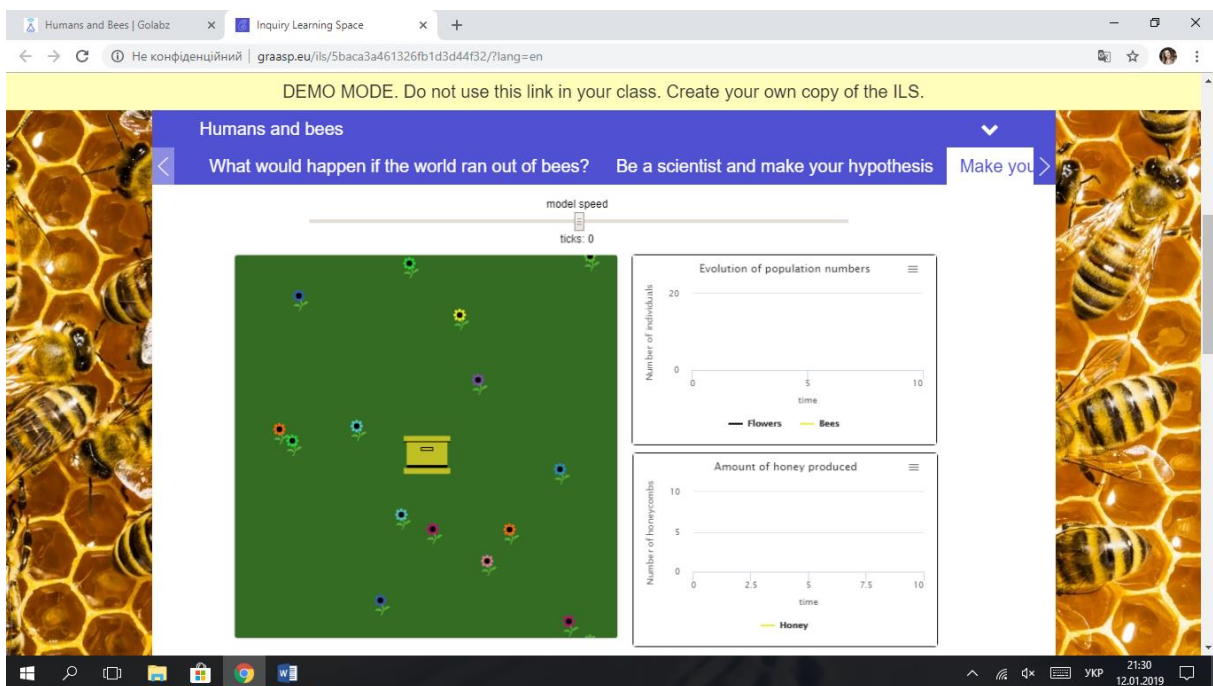 Humans and Bees | Golabz
Inquiry Learning Space
Не конфіденційний
graasp.eu/ils/5baca3a461326fb1d3d44f32/?lang=en
DEMO MODE. Do not use this link in your class. Create your own copy of the ILS.
Humans and bees
What would happen if the world ran out of bees?
Be a scientist and make your hypothesis
Make you
model speed
ticks: 0
Evolution of population numbers
Number of individuals
20
0
0 5 10
time
Flowers Bees
Amount of honey produced
Number of honeycombs
10
5
0
0 2.5 5 7.5 10
time
Honey
УКР
21:30
12.01.2019